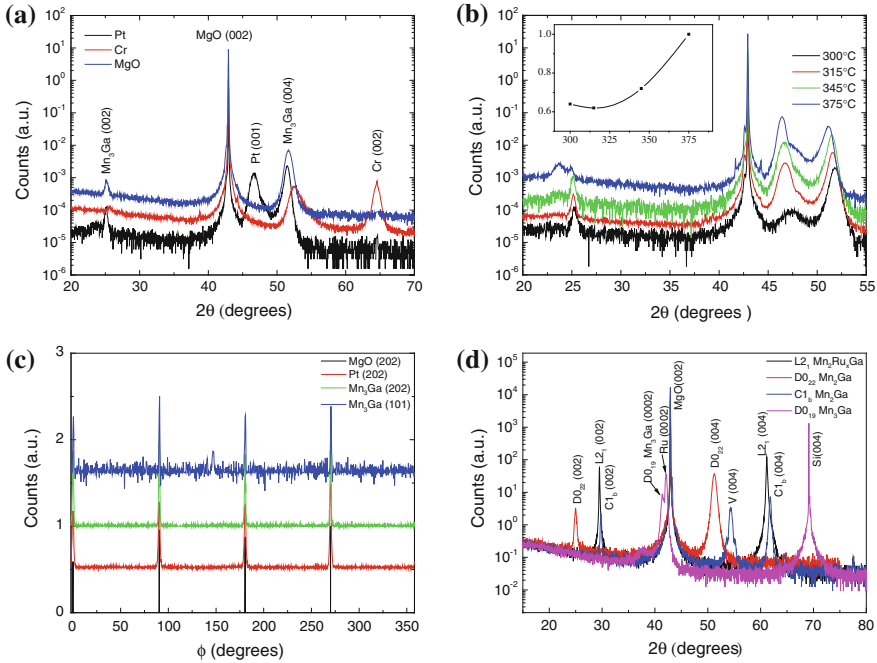 (a)
Pt
Cr
MgO
MgO (002)
Mn3Ga (002)
Pt (001)
Mn3Ga (004)
Cr (002)
Counts (a.u.)
10^2
10^1
10^0
10^-1
10^-2
10^-3
10^-4
10^-5
10^-6
20 30 40 50 60 70
2θ (degrees)
(b)
300°C
315°C
345°C
375°C
1.0
0.8
0.6
300 325 350 375
Counts (a.u.)
10^2
10^1
10^0
10^-1
10^-2
10^-3
10^-4
10^-5
10^-6
20 25 30 35 40 45 50 55
2θ (degrees )
(c)
MgO (202)
Pt (202)
Mn3Ga (202)
Mn3Ga (101)
Counts (a.u.)
3
2
1
0
0 50 100 150 200 250 300 350
ϕ (degrees)
(d)
L21 Mn2RuxGa
D022 Mn2Ga
C1b Mn2Ga
D019 Mn3Ga
D022 (002)
L21 (002)
C1b (002)
D019 Mn3Ga (0002)
Ru (0002)
MgO(002)
D022 (004)
V (004)
L21 (004)
C1b (004)
Si(004)
Counts (a.u.)
10^5
10^4
10^3
10^2
10^1
10^0
10^-1
10^-2
20 30 40 50 60 70 80
2θ (degrees)